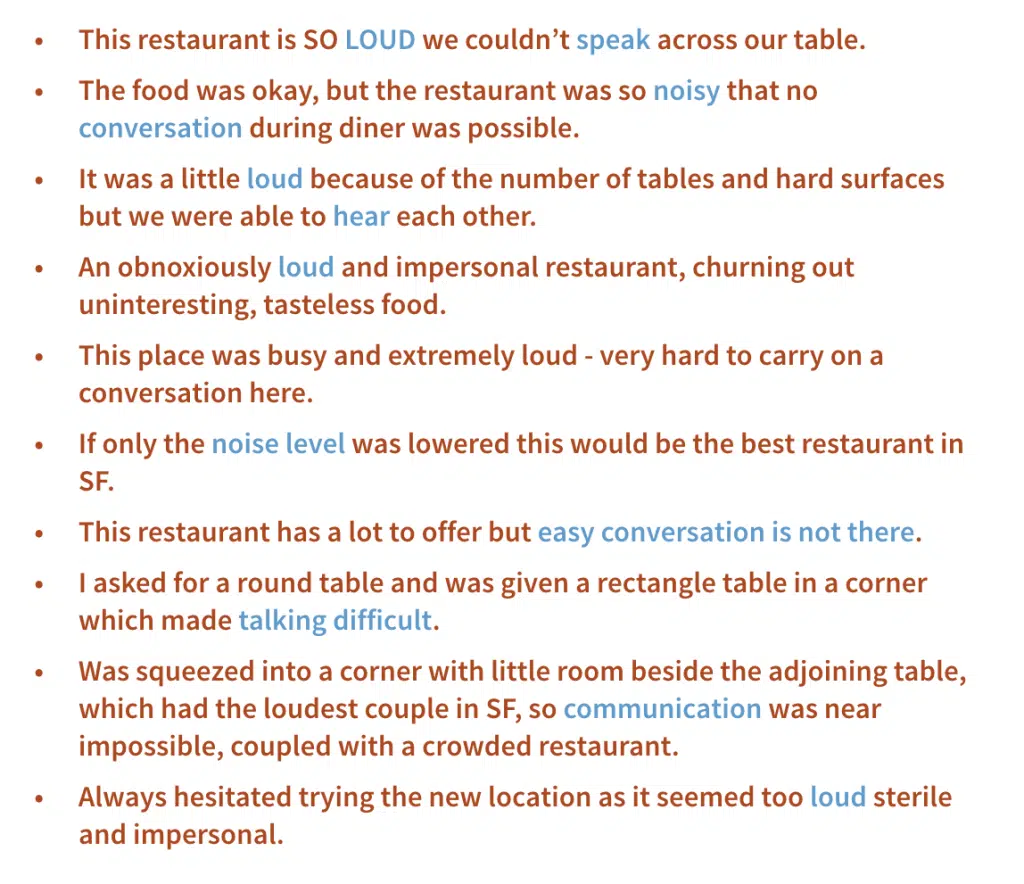 • This restaurant is SO LOUD we couldn’t speak across our table.
• The food was okay, but the restaurant was so noisy that no
conversation during diner was possible.
• It was a little loud because of the number of tables and hard surfaces
but we were able to hear each other.
• An obnoxiously loud and impersonal restaurant, churning out
uninteresting, tasteless food.
• This place was busy and extremely loud - very hard to carry on a
conversation here.
• If only the noise level was lowered this would be the best restaurant in
SF.
• This restaurant has a lot to offer but easy conversation is not there.
• I asked for a round table and was given a rectangle table in a corner
which made talking difficult.
• Was squeezed into a corner with little room beside the adjoining table,
which had the loudest couple in SF, so communication was near
impossible, coupled with a crowded restaurant.
• Always hesitated trying the new location as it seemed too loud sterile
and impersonal.